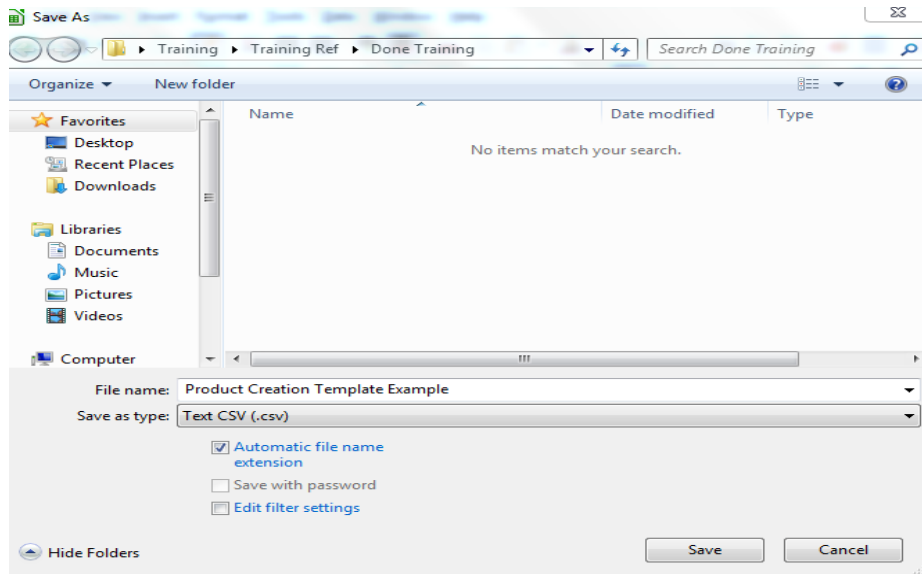 Save As
Training Training Ref Done Training Search Done Training
Organize New folder
Favorites
Desktop
Recent Places
Downloads
Libraries
Documents
Music
Pictures
Videos
Computer
Name Date modified Type
No items match your search.
File name: Product Creation Template Example
Save as type: Text CSV (.csv)
Automatic file name
extension
Save with password
Edit filter settings
Hide Folders Save Cancel